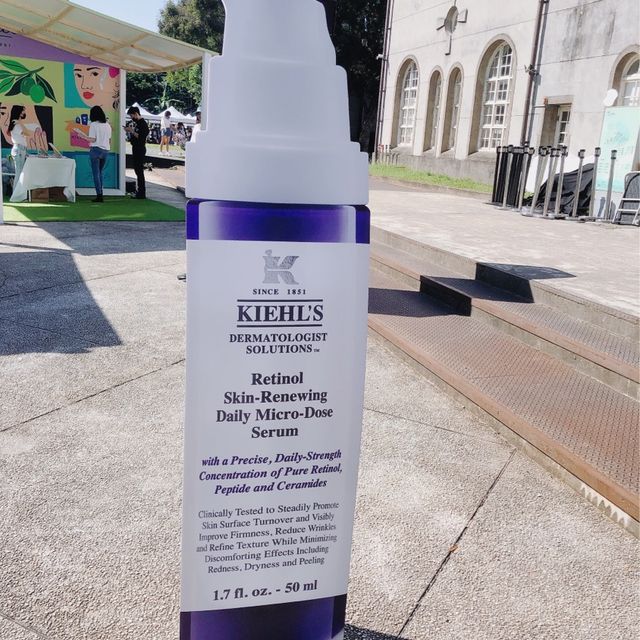 K
SINCE 1851
KIEHL'S
DERMATOLOGIST
SOLUTIONS™
Retinol
Skin-Renewing
Daily Micro-Dose
Serum
with a Precise, Daily-Strength
Concentration of Pure Retinol,
Peptide and Ceramides
Clinically Tested to Steadily Promote
Skin Surface Turnover and Visibly
Improve Firmness, Reduce Wrinkles
and Refine Texture While Minimizing
Discomforting Effects Including
Redness, Dryness and Peeling
1.7 fl. oz. - 50 ml